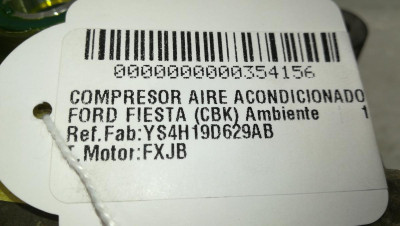 0000000000354156
COMPRESOR AIRE ACONDICIONADO
FORD FIESTA (CBK) Ambiente 1
Ref.Fab:YS4H19D629AB
T.Motor:FXJB